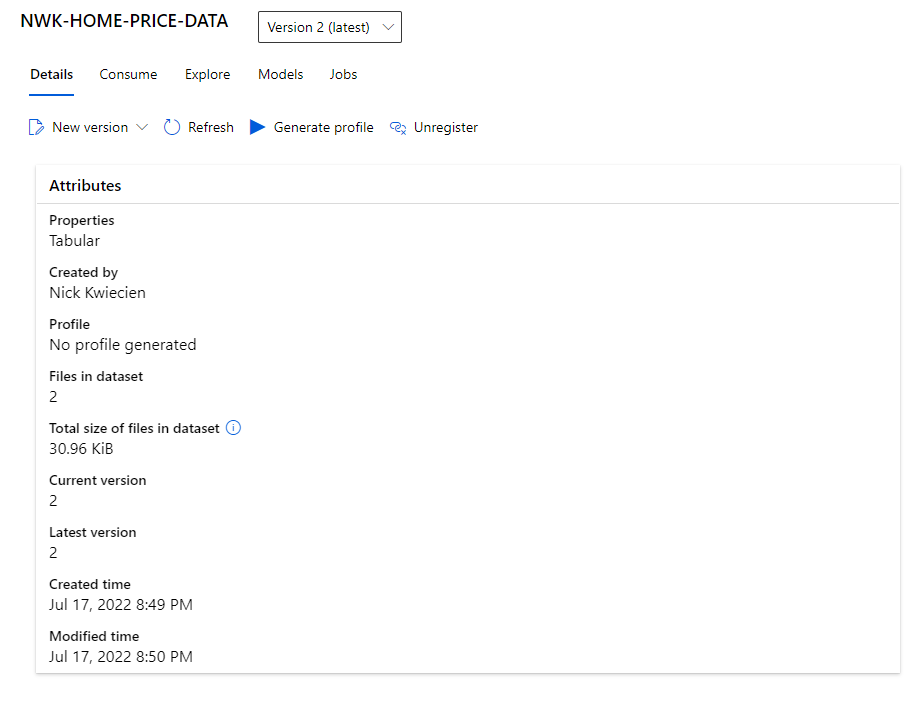 NWK-HOME-PRICE-DATA
Version 2 (latest)
Details Consume Explore Models Jobs
New version Refresh Generate profile Unregister
Attributes
Properties
Tabular
Created by
Nick Kwiecien
Profile
No profile generated
Files in dataset
2
Total size of files in dataset
30.96 KiB
Current version
2
Latest version
2
Created time
Jul 17, 2022 8:49 PM
Modified time
Jul 17, 2022 8:50 PM